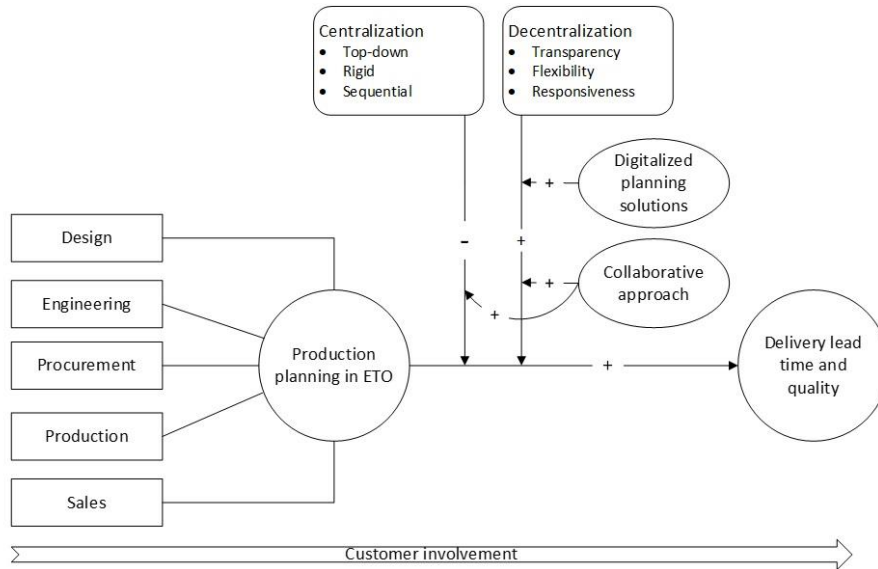 Centralization
• Top-down
• Rigid
• Sequential
Decentralization
• Transparency
• Flexibility
• Responsiveness
+
Digitalized
planning
solutions
-
+
+
Collaborative
approach
+
Design
Engineering
Procurement
Production
Sales
Production
planning in ETO
+
Delivery lead
time and
quality
Customer involvement